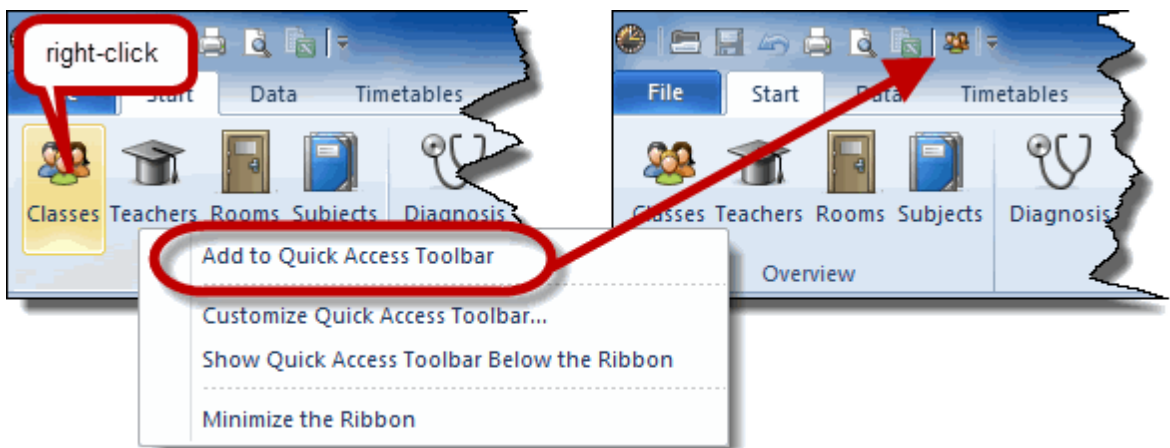 right-click
Start Data Timetables
Classes Teachers Rooms Subjects Diagnosis
Add to Quick Access Toolbar
Customize Quick Access Toolbar...
Show Quick Access Toolbar Below the Ribbon
Minimize the Ribbon
File Start Data Timetables
Classes Teachers Rooms Subjects Diagnosis
Overview